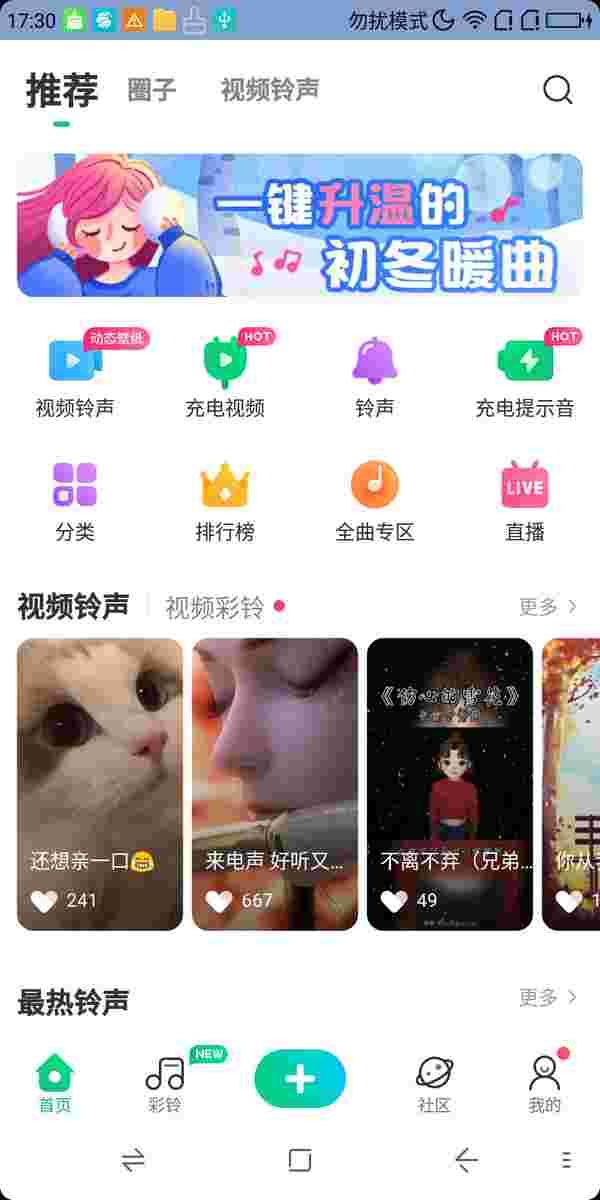 17:30
勿扰模式
推荐 圈子 视频铃声
一键升温的
初冬暖曲
动态壁纸 HOT HOT
视频铃声 充电视频 铃声 充电提示音
LIVE
分类 排行榜 全曲专区 直播
视频铃声 视频彩铃 更多
《伤心的雪花》
还想亲一口 来电声 好听又... 不离不弃（兄弟... 你从
241 667 49 1
最热铃声 更多
NEW
首页 彩铃 社区 我的